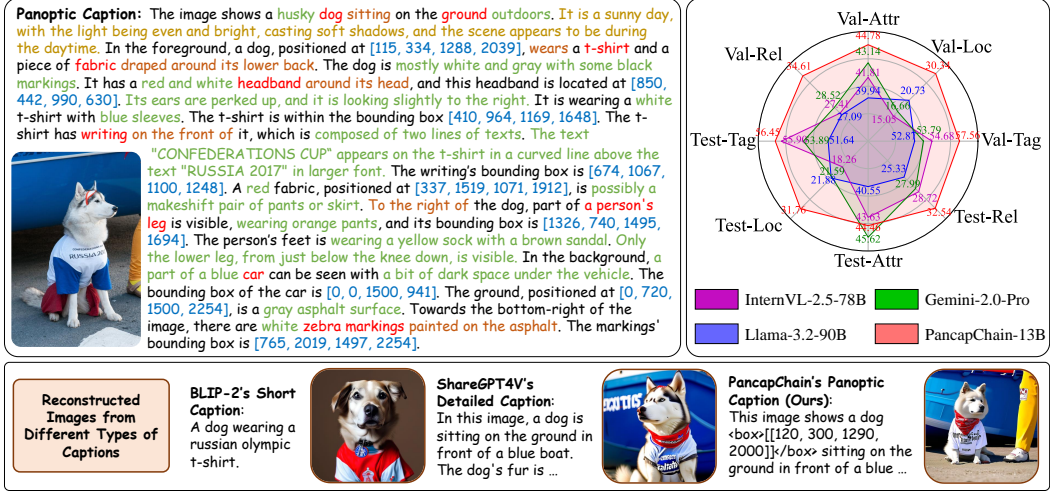 Panoptic Caption: The image shows a husky dog sitting on the ground outdoors. It is a sunny day,
with the light being even and bright, casting soft shadows, and the scene appears to be during
the daytime. In the foreground, a dog, positioned at [115, 334, 1288, 2039], wears a t-shirt and a
piece of fabric draped around its lower back. The dog is mostly white and gray with some black
markings. It has a red and white headband around its head, and this headband is located at [850,
442, 990, 630]. Its ears are perked up, and it is looking slightly to the right. It is wearing a white
t-shirt with blue sleeves. The t-shirt is within the bounding box [410, 964, 1169, 1648]. The t-
shirt has writing on the front of it, which is composed of two lines of texts. The text
"CONFEDERATIONS CUP" appears on the t-shirt in a curved line above the
text "RUSSIA 2017" in larger font. The writing's bounding box is [674, 1067,
1100, 1248]. A red fabric, positioned at [337, 1519, 1071, 1912], is possibly a
makeshift pair of pants or skirt. To the right of the dog, part of a person's
leg is visible, wearing orange pants, and its bounding box is [1326, 740, 1495,
1694]. The person's feet is wearing a yellow sock with a brown sandal. Only
the lower leg, from just below the knee down, is visible. In the background, a
part of a blue car can be seen with a bit of dark space under the vehicle. The
bounding box of the car is [0, 0, 1500, 941]. The ground, positioned at [0, 720,
1500, 2254], is a gray asphalt surface. Towards the bottom-right of the
image, there are white zebra markings painted on the asphalt. The markings'
bounding box is [765, 2019, 1497, 2254].
RUSSIA 2017
Val-Attr
44.78
43.14
41.81
39.94
Val-Loc
30.34
20.73
16.60
15.05
Val-Rel
34.61
28.52
27.41
27.09
Test-Tag
56.45
55.90
53.89
51.64
Val-Tag
57.56
54.68
53.79
52.87
Test-Loc
31.76
21.59
21.88
18.26
Test-Rel
32.54
28.72
27.99
25.33
40.55
43.63
44.46
45.62
Test-Attr
InternVL-2.5-78B
Gemini-2.0-Pro
Llama-3.2-90B
PancapChain-13B
Reconstructed
Images from
Different Types of
Captions
BLIP-2's Short
Caption:
A dog wearing a
russian olympic
t-shirt.
ShareGPT4V's
Detailed Caption:
In this image, a dog is
sitting on the ground in
front of a blue boat.
The dog's fur is ...
PancapChain's Panoptic
Caption (Ours):
This image shows a dog
<box>[[120, 300, 1290,
2000]]</box> sitting on the
ground in front of a blue ...